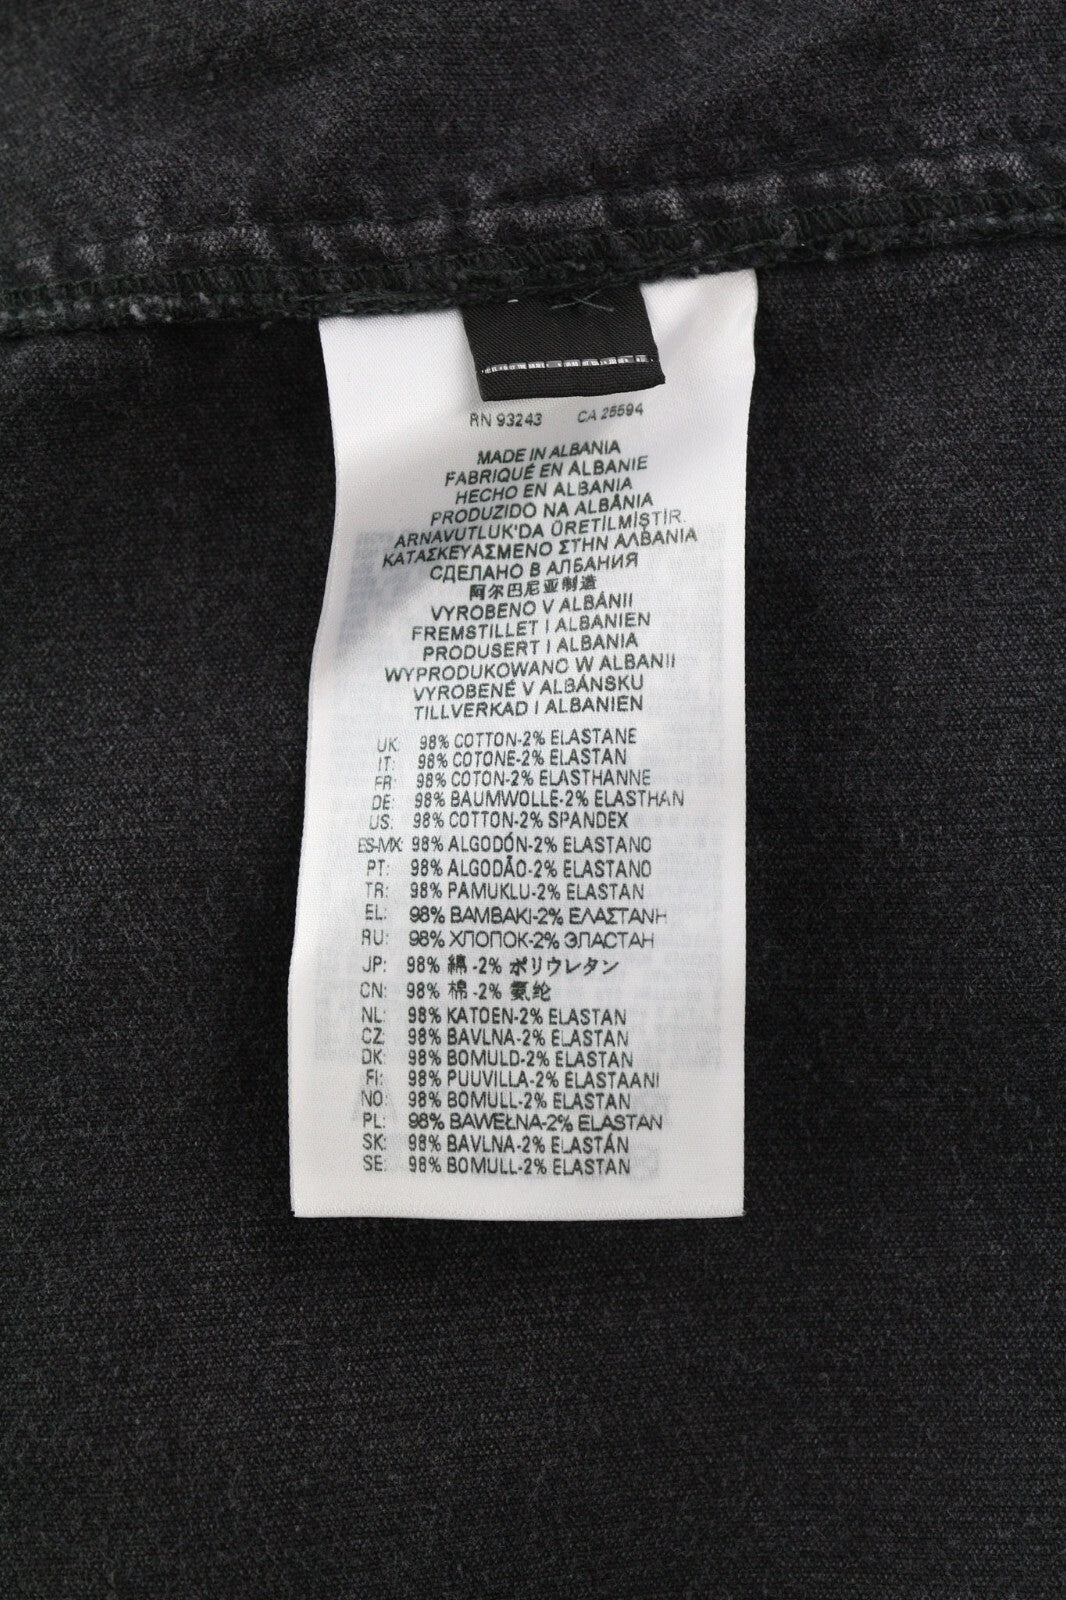 RN 93243 CA 25594
MADE IN ALBANIA
FABRIQUÉ EN ALBANIE
HECHO EN ALBANIA
PRODUZIDO NA ALBÂNIA
ARNAVUTLUK'DA ÜRETİLMİŞTİR.
ΚΑΤΑΣΚΕΥΑΣΜΕΝΟ ΣΤΗΝ ΑΛΒΑΝΙΑ
СДЕЛАНО В АЛБАНИЯ
阿尔巴尼亚制造
VYROBENO V ALBÁNII
FREMSTILLET I ALBANIEN
PRODUSERT I ALBANIA
WYPRODUKOWANO W ALBANII
VYROBENÉ V ALBÁNSKU
TILLVERKAD I ALBANIEN
UK: 98% COTTON-2% ELASTANE
IT: 98% COTONE-2% ELASTAN
FR: 98% COTON-2% ELASTHANNE
DE: 98% BAUMWOLLE-2% ELASTHAN
US: 98% COTTON-2% SPANDEX
ES-MX: 98% ALGODÓN-2% ELASTANO
PT: 98% ALGODÃO-2% ELASTANO
TR: 98% PAMUKLU-2% ELASTAN
EL: 98% ΒΑΜΒΑΚΙ-2% ΕΛΑΣΤΑΝΗ
RU: 98% ХЛОПОК-2% ЭЛАСТАН
JP: 98% 綿 -2% ポリウレタン
CN: 98% 棉 -2% 氨纶
NL: 98% KATOEN-2% ELASTAN
CZ: 98% BAVLNA-2% ELASTAN
DK: 98% BOMULD-2% ELASTAN
FI: 98% PUUVILLA-2% ELASTAANI
NO: 98% BOMULL-2% ELASTAN
PL: 98% BAWEŁNA-2% ELASTAN
SK: 98% BAVLNA-2% ELASTÁN
SE: 98% BOMULL-2% ELASTAN